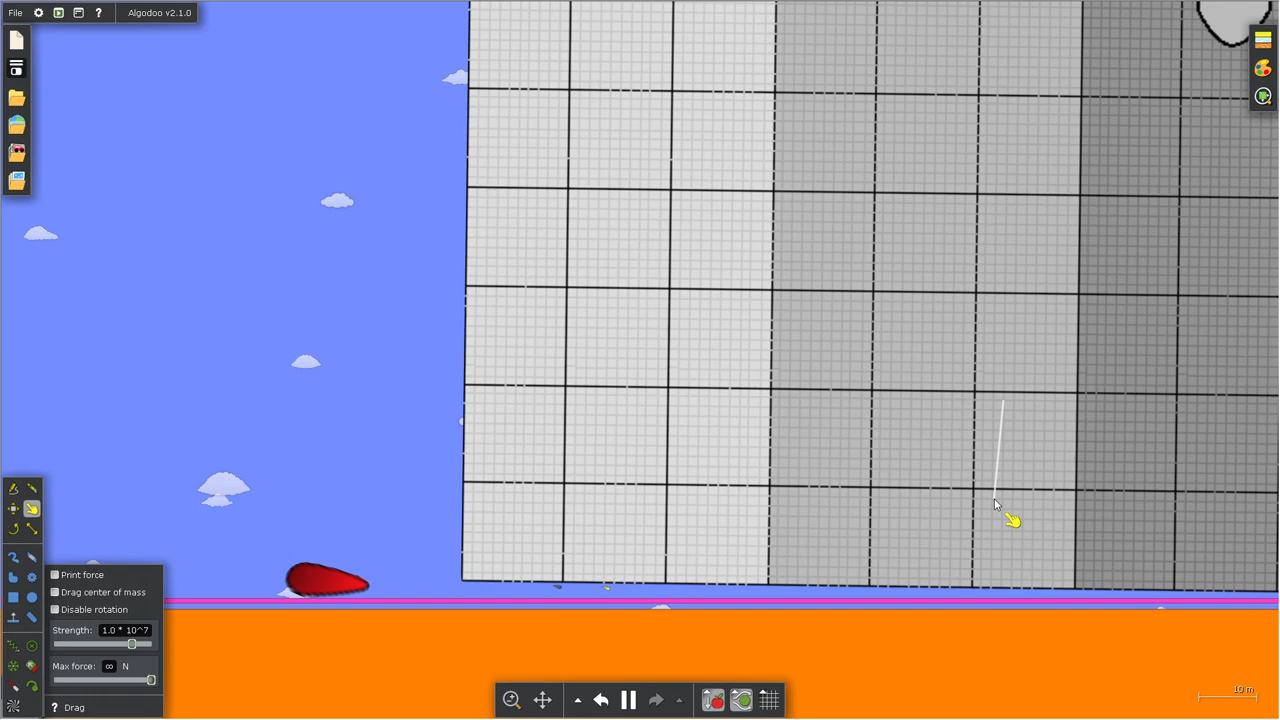 File
Algodoo v2.1.0
Print force
Drag center of mass
Disable rotation
Strength: 1.0 * 10^7
Max force: ∞ N
? Drag
10 m